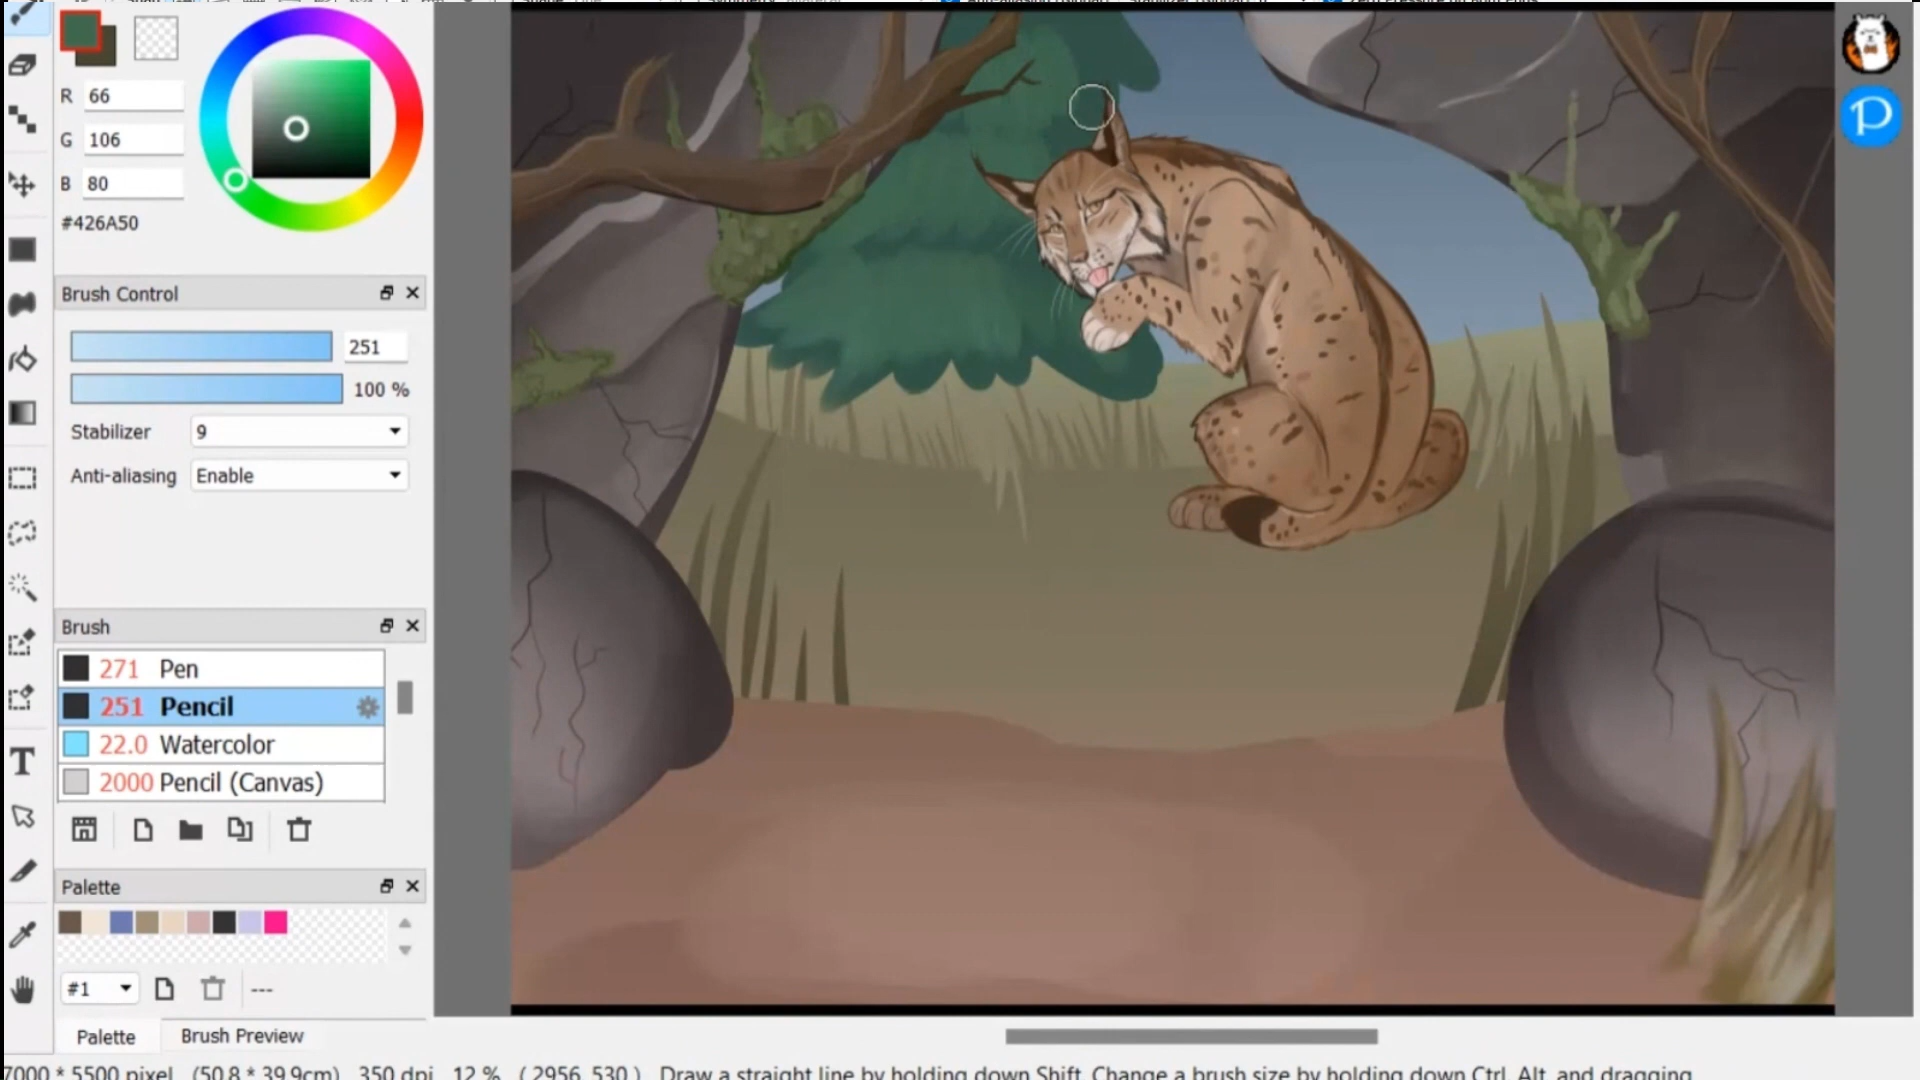 R 66
G 106
B 80
#426A50
Brush Control
251
100 %
Stabilizer 9
Anti-aliasing Enable
Brush
271 Pen
251 Pencil
22.0 Watercolor
2000 Pencil (Canvas)
Palette
#1 ---
Palette Brush Preview
P
7000 * 5500 pixel (50.8 * 39.9cm) 350 dpi 12 % ( 2956, 530 ) Draw a straight line by holding down Shift, Change a brush size by holding down Ctrl, Alt, and dragging